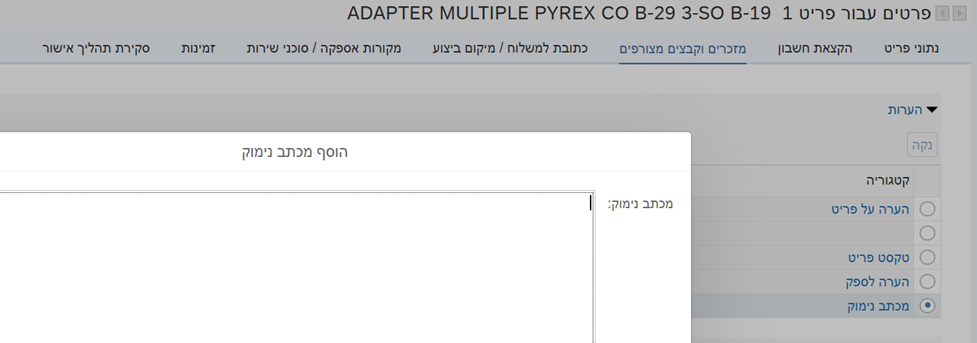 פרטים עבור פריט 1 ADAPTER MULTIPLE PYREX CO B-29 3-SO B-19
נתוני פריט הקצאת חשבון מזכרים וקבצים מצורפים כתובת למשלוח / מיקום ביצוע מקורות אספקה / סוכני שירות זמינות סקירת תהליך אישור
הערות
נקה
קטגוריה
הערה על פריט
טקסט פריט
הערה לספק
מכתב נימוק
הוסף מכתב נימוק
מכתב נימוק: